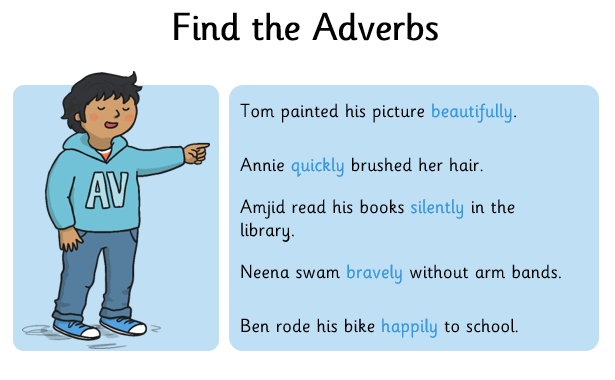 Find the Adverbs
AV
Tom painted his picture beautifully.
Annie quickly brushed her hair.
Amjid read his books silently in the
library.
Neena swam bravely without arm bands.
Ben rode his bike happily to school.